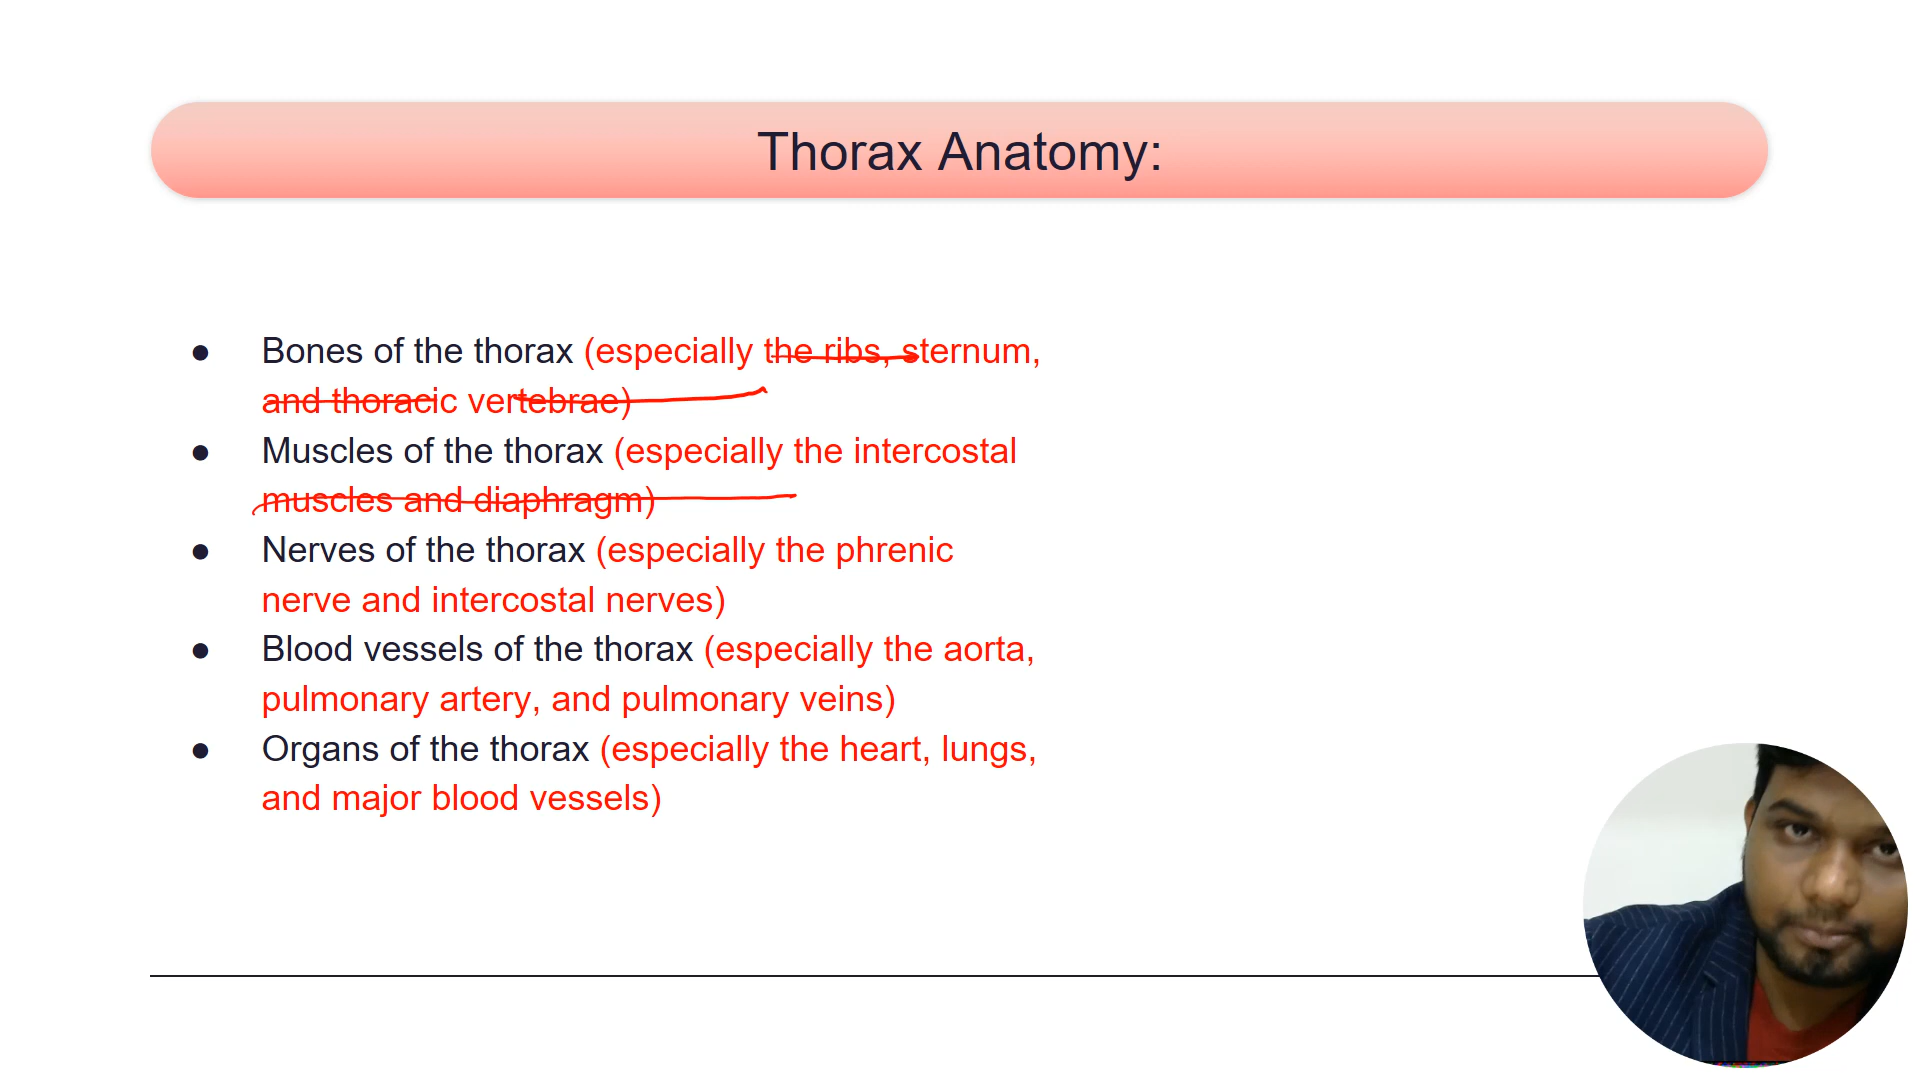 Thorax Anatomy:
● Bones of the thorax (especially the ribs, sternum,
and thoracic vertebrae)
● Muscles of the thorax (especially the intercostal
muscles and diaphragm)
● Nerves of the thorax (especially the phrenic
nerve and intercostal nerves)
● Blood vessels of the thorax (especially the aorta,
pulmonary artery, and pulmonary veins)
● Organs of the thorax (especially the heart, lungs,
and major blood vessels)